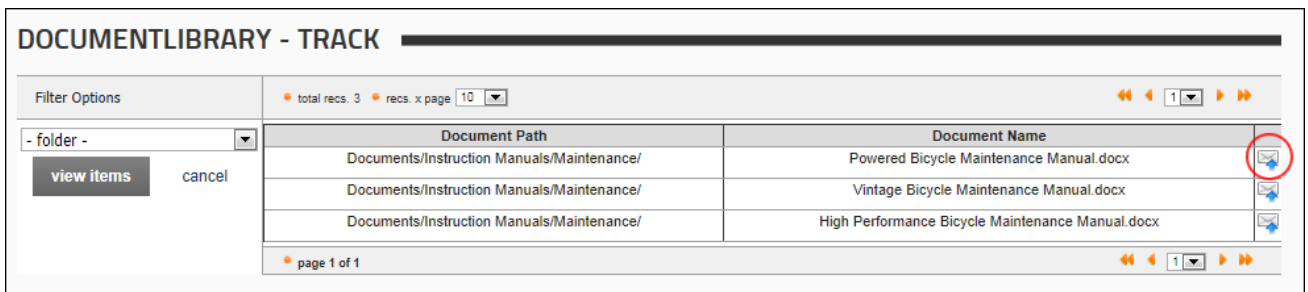 DOCUMENTLIBRARY - TRACK
Filter Options
total recs. 3 recs. x page 10
1
- folder -
view items cancel
Document Path Document Name
Documents/Instruction Manuals/Maintenance/ Powered Bicycle Maintenance Manual.docx
Documents/Instruction Manuals/Maintenance/ Vintage Bicycle Maintenance Manual.docx
Documents/Instruction Manuals/Maintenance/ High Performance Bicycle Maintenance Manual.docx
page 1 of 1
1